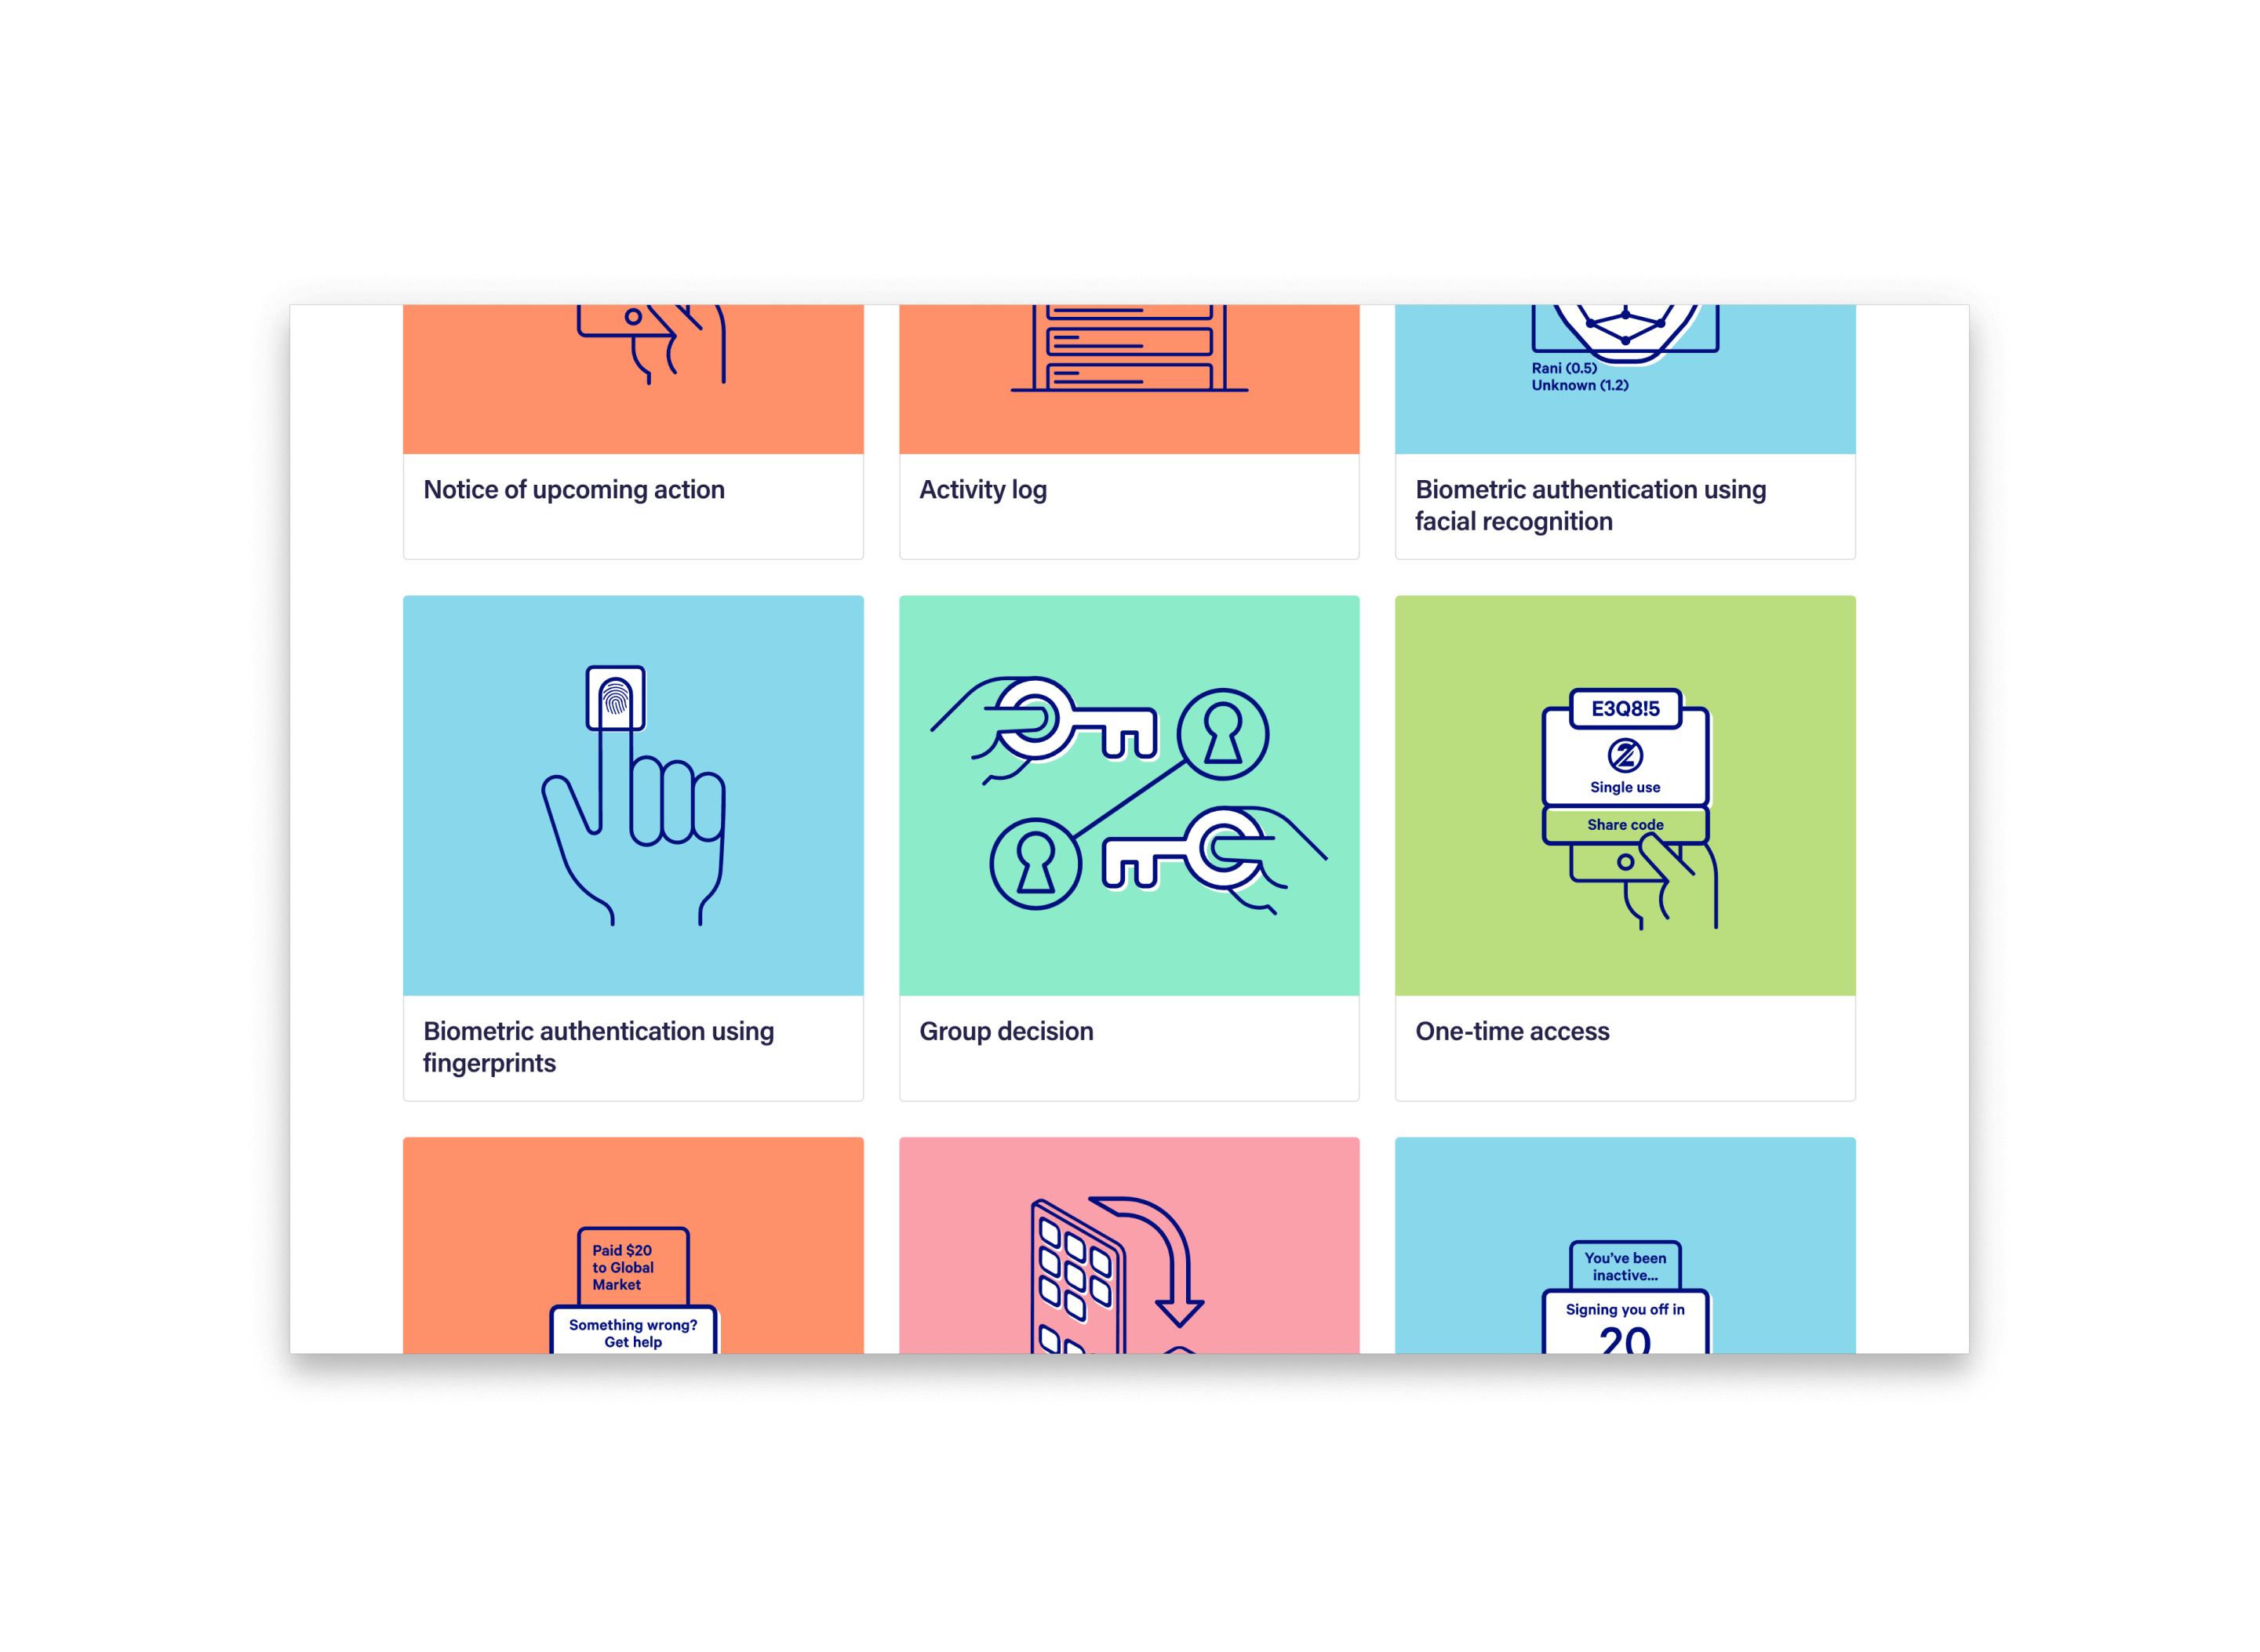 Rani (0.5)
Unknown (1.2)
Notice of upcoming action
Activity log
Biometric authentication using
facial recognition
E3Q8!5
2
Single use
Share code
Biometric authentication using
fingerprints
Group decision
One-time access
Paid $20
to Global
Market
Something wrong?
Get help
You've been
inactive...
Signing you off in
20